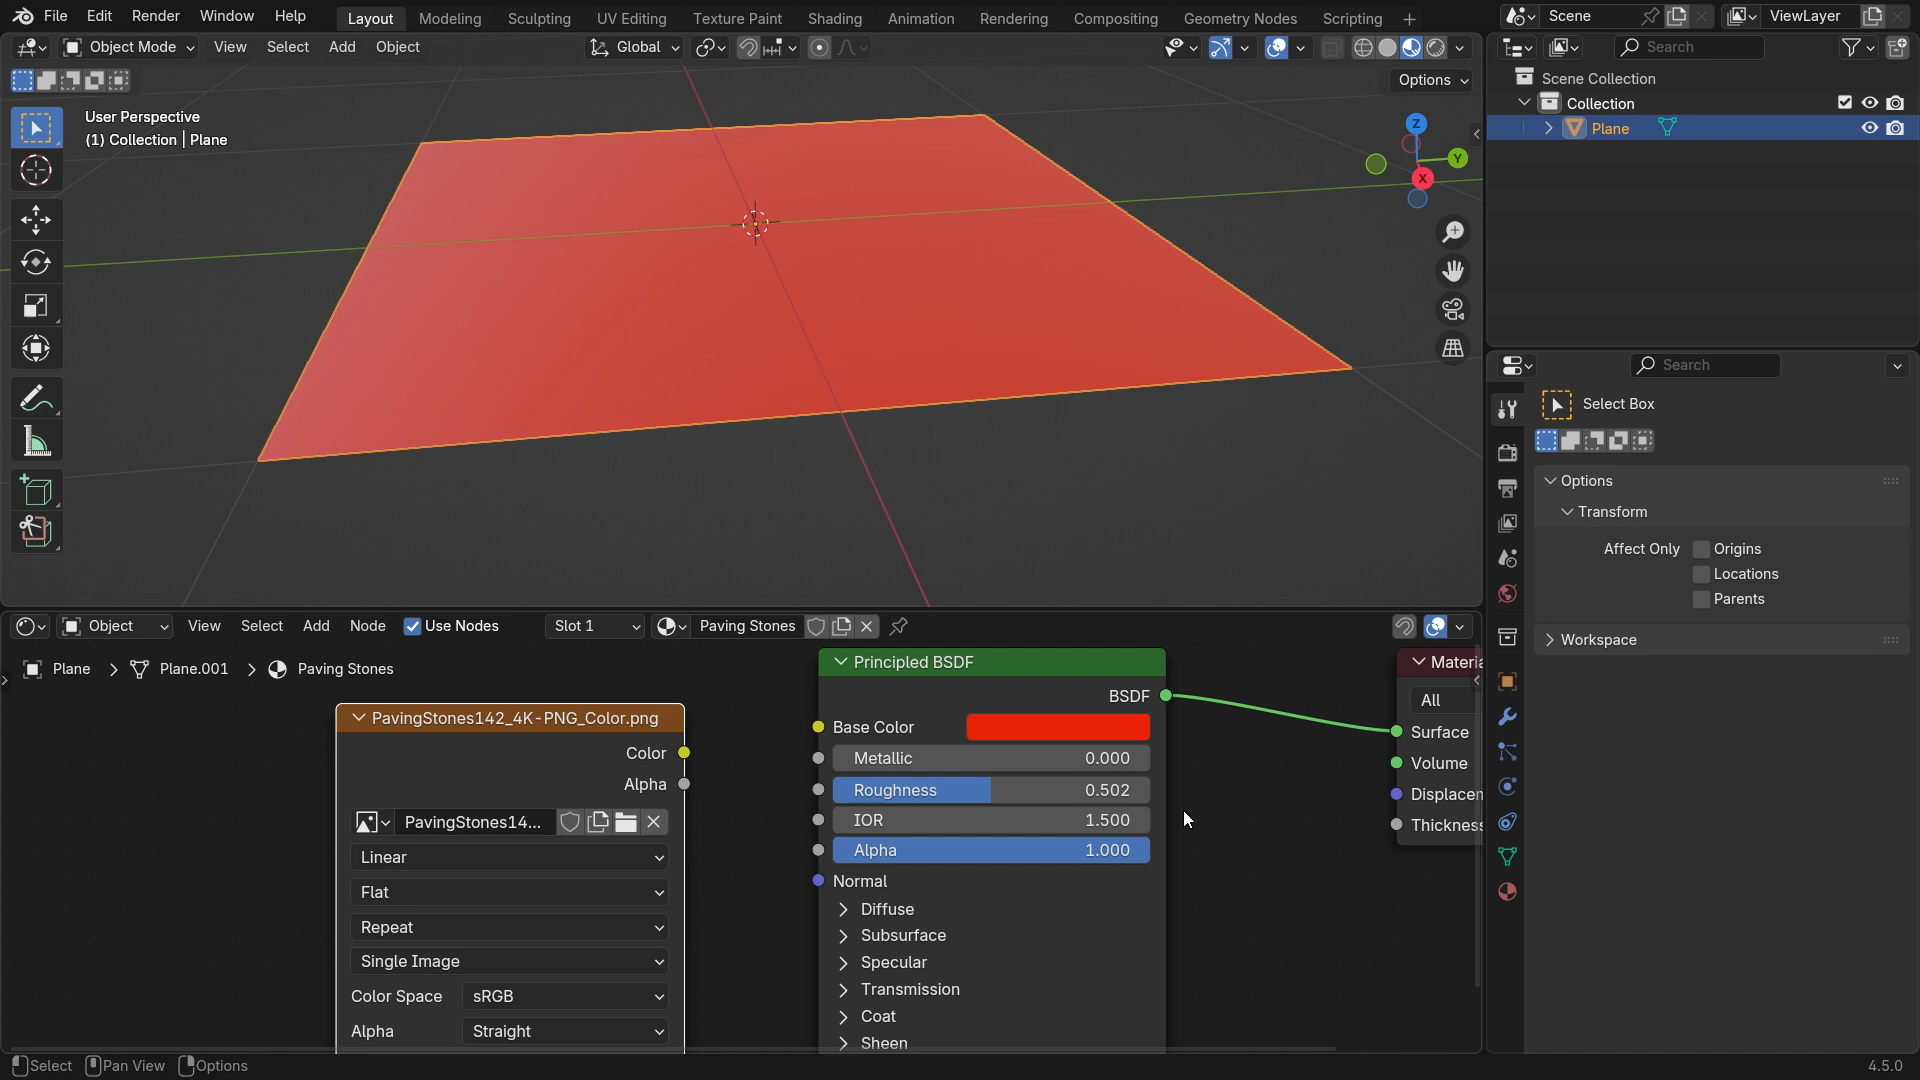 File Edit Render Window Help
Layout Modeling Sculpting UV Editing Texture Paint Shading Animation Rendering Compositing Geometry Nodes Scripting +
Scene ViewLayer
Object Mode View Select Add Object
Global
Options
User Perspective
(1) Collection | Plane
Z
Y
X
Search
Scene Collection
Collection
Plane
Search
Select Box
Options
Transform
Affect Only Origins
Locations
Parents
Workspace
Object View Select Add Node Use Nodes Slot 1 Paving Stones
Plane > Plane.001 > Paving Stones
PavingStones142_4K-PNG_Color.png
Color
Alpha
PavingStones14...
Linear
Flat
Repeat
Single Image
Color Space sRGB
Alpha Straight
Principled BSDF
BSDF
Base Color
Metallic 0.000
Roughness 0.502
IOR 1.500
Alpha 1.000
Normal
Diffuse
Subsurface
Specular
Transmission
Coat
Sheen
Materia
All
Surface
Volume
Displacem
Thickness
Select Pan View Options
4.5.0